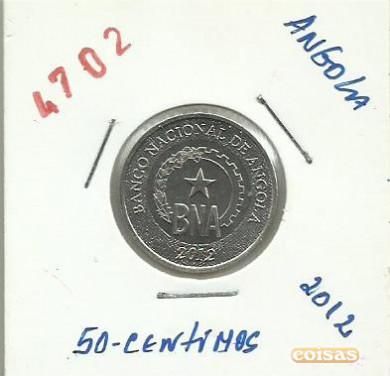 4702
ANGOLA
BANCO NACIONAL DE ANGOLA
BNA
2012
50-CENTIMOS
2012
coisas